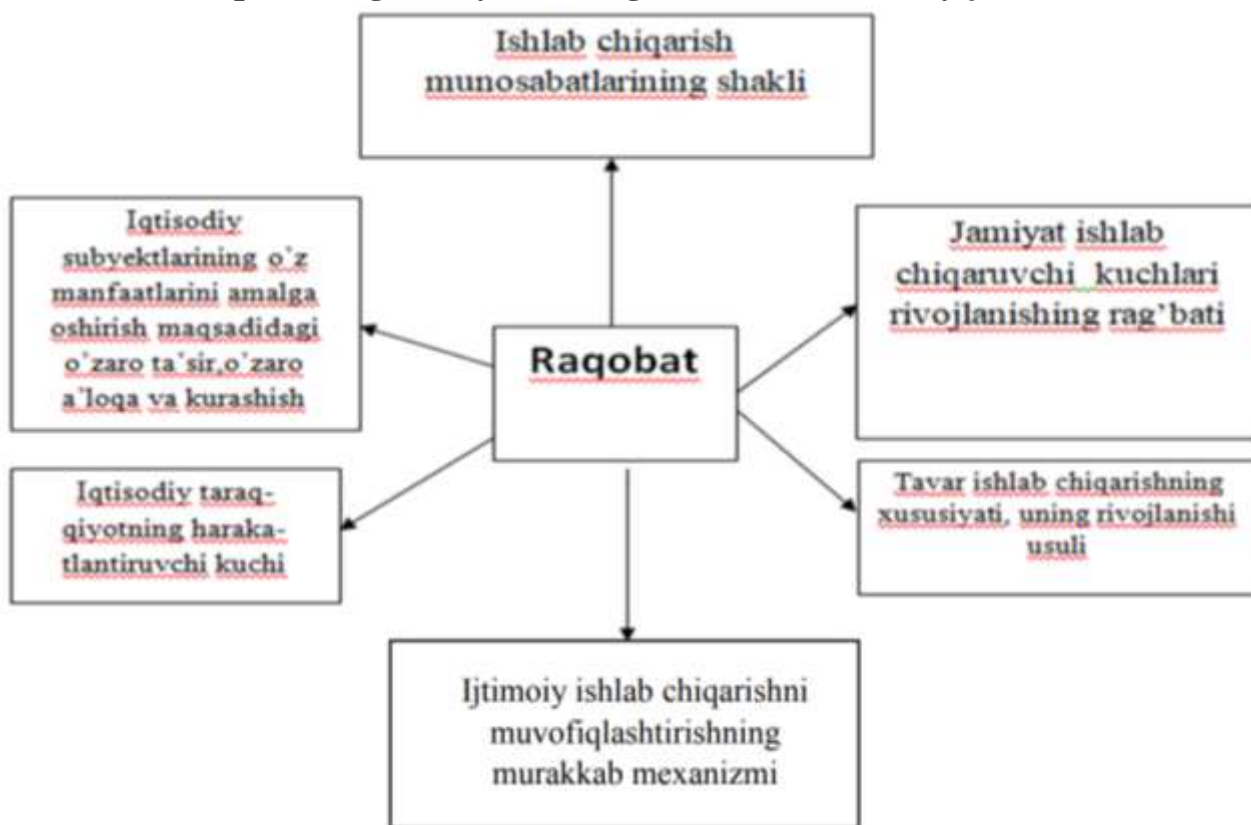 Ishlab chiqarish
munosabatlarining shakli
Iqtisodiy
subyektlarining o`z
manfaatlarini amalga
oshirish maqsadidagi
o`zaro ta`sir,o`zaro
a`loqa va kurashish
Jamiyat ishlab
chiqaruvchi kuchlari
rivojlanishing rag’bati
Raqobat
Iqtisodiy taraq-
qiyotning haraka-
tlantiruvchi kuchi
Tavar ishlab chiqarishning
xususiyati, uning rivojlanishi
usuli
Ijtimoiy ishlab chiqarishni
muvofiqlashtirishning
murakkab mexanizmi